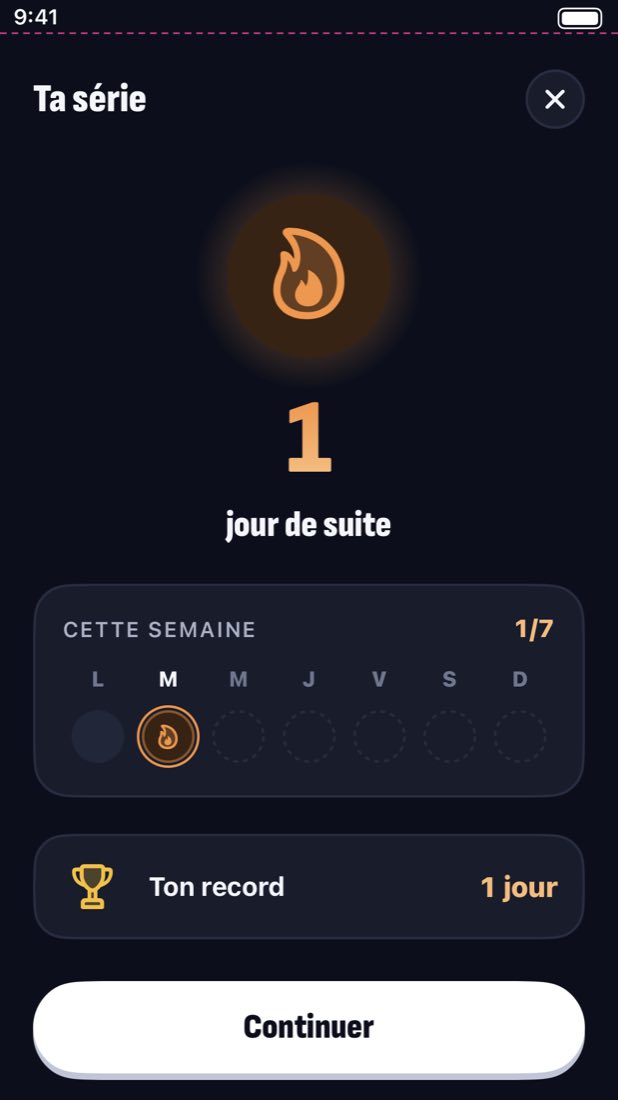 9:41
Ta série
1
jour de suite
CETTE SEMAINE 1/7
L M M J V S D
Ton record 1 jour
Continuer